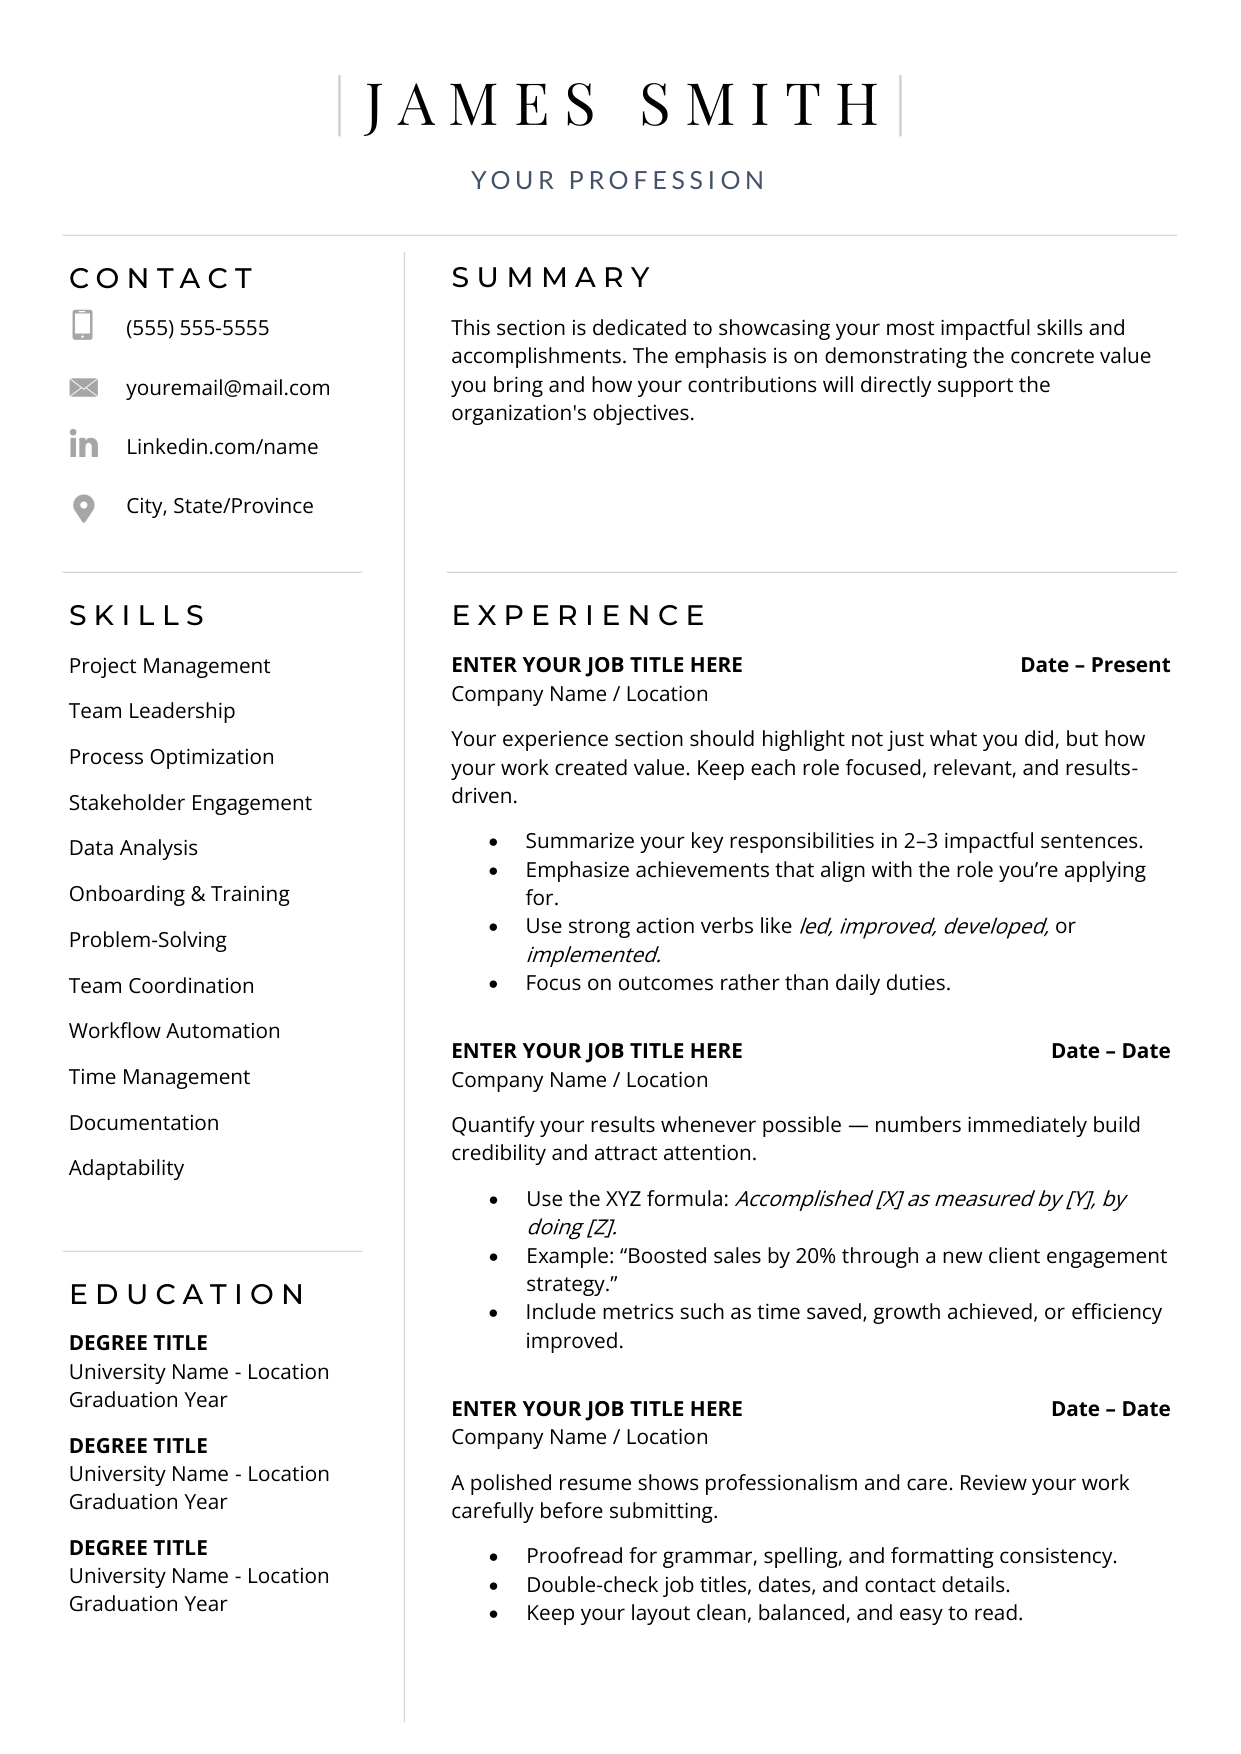 JAMES SMITH
YOUR PROFESSION
CONTACT
(555) 555-5555
youremail@mail.com
in Linkedin.com/name
City, State/Province
SKILLS
Project Management
Team Leadership
Process Optimization
Stakeholder Engagement
Data Analysis
Onboarding & Training
Problem-Solving
Team Coordination
Workflow Automation
Time Management
Documentation
Adaptability
EDUCATION
DEGREE TITLE
University Name - Location
Graduation Year
DEGREE TITLE
University Name - Location
Graduation Year
DEGREE TITLE
University Name - Location
Graduation Year
SUMMARY
This section is dedicated to showcasing your most impactful skills and
accomplishments. The emphasis is on demonstrating the concrete value
you bring and how your contributions will directly support the
organization's objectives.
EXPERIENCE
ENTER YOUR JOB TITLE HERE Date – Present
Company Name / Location
Your experience section should highlight not just what you did, but how
your work created value. Keep each role focused, relevant, and results-
driven.
• Summarize your key responsibilities in 2–3 impactful sentences.
• Emphasize achievements that align with the role you’re applying
for.
• Use strong action verbs like led, improved, developed, or
implemented.
• Focus on outcomes rather than daily duties.
ENTER YOUR JOB TITLE HERE Date – Date
Company Name / Location
Quantify your results whenever possible — numbers immediately build
credibility and attract attention.
• Use the XYZ formula: Accomplished [X] as measured by [Y], by
doing [Z].
• Example: “Boosted sales by 20% through a new client engagement
strategy.”
• Include metrics such as time saved, growth achieved, or efficiency
improved.
ENTER YOUR JOB TITLE HERE Date – Date
Company Name / Location
A polished resume shows professionalism and care. Review your work
carefully before submitting.
• Proofread for grammar, spelling, and formatting consistency.
• Double-check job titles, dates, and contact details.
• Keep your layout clean, balanced, and easy to read.